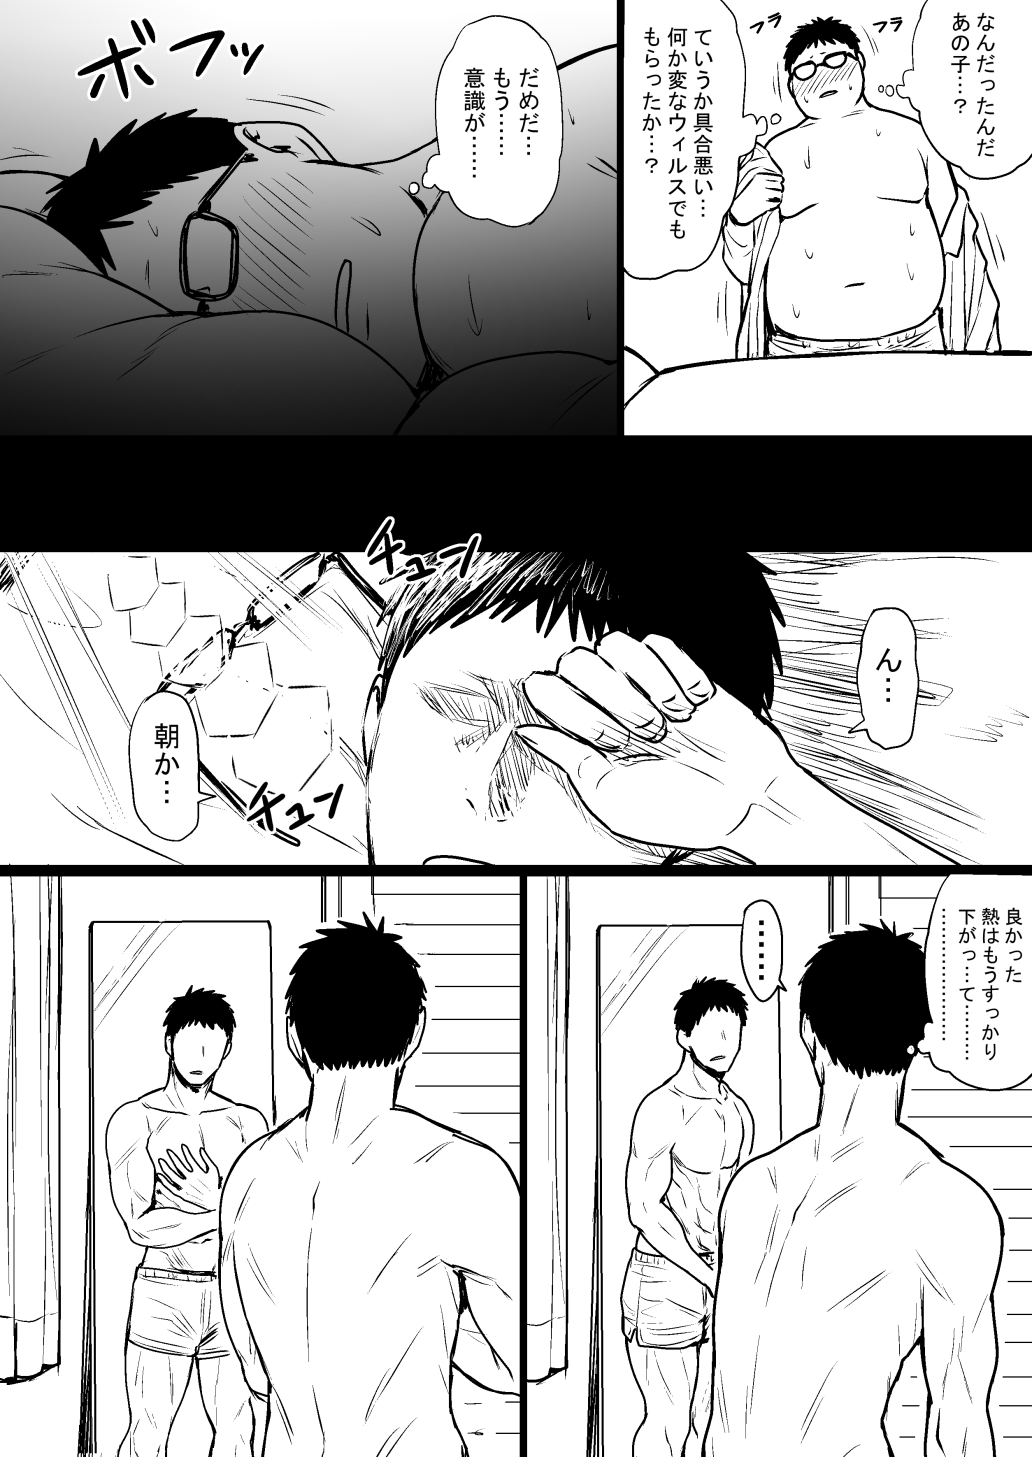 なんだったんだ
あの子…?
フラ
フラ
ていうか具合悪い…
何か変なウィルスでも
もらったか…?
だめだ…
もう……
意識が……
ボフッ
ん…
チュン
朝か…
チュン
良かった
熱はもうすっかり
下がっ…て………
………………
……